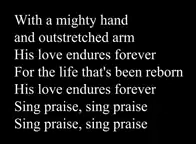 With a mighty hand
and outstretched arm
His love endures forever
For the life that's been reborn
His love endures forever
Sing praise, sing praise
Sing praise, sing praise